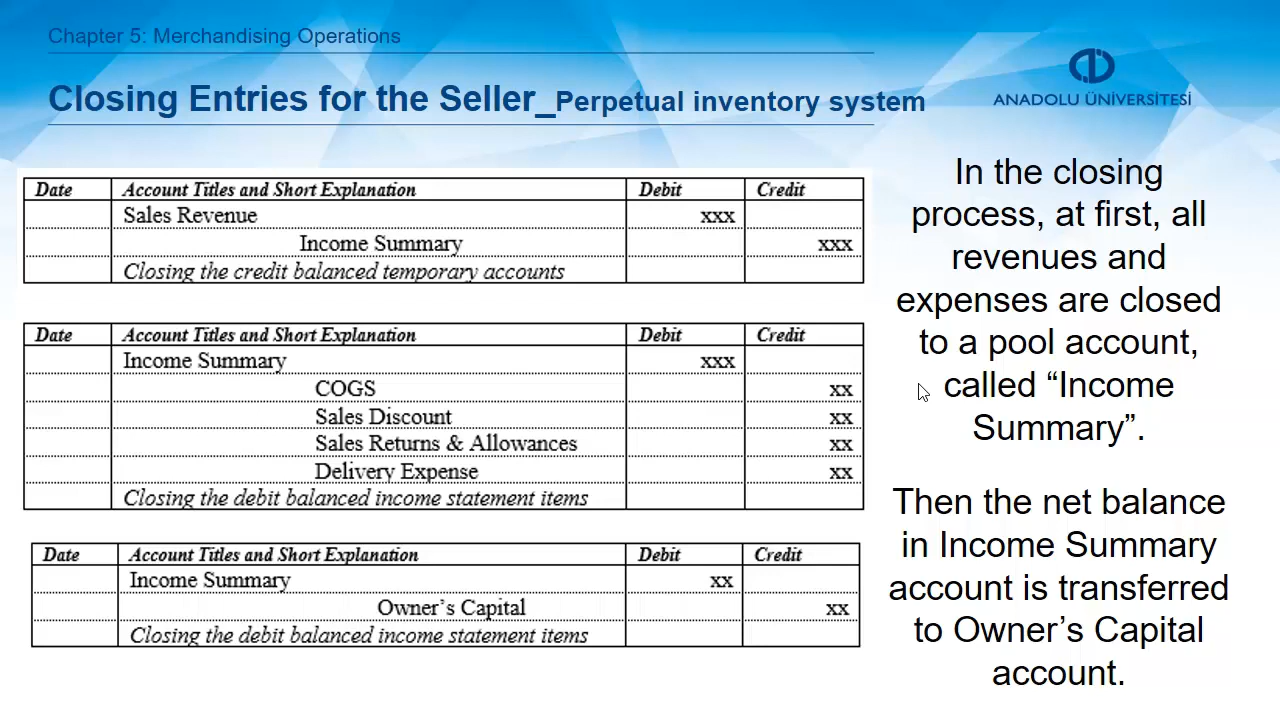 Chapter 5: Merchandising Operations
Closing Entries for the Seller_Perpetual inventory system
ANADOLU ÜNİVERSİTESİ
Date Account Titles and Short Explanation Debit Credit
Sales Revenue xxx
Income Summary xxx
Closing the credit balanced temporary accounts
Date Account Titles and Short Explanation Debit Credit
Income Summary xxx
COGS xx
Sales Discount xx
Sales Returns & Allowances xx
Delivery Expense xx
Closing the debit balanced income statement items
Date Account Titles and Short Explanation Debit Credit
Income Summary xx
Owner’s Capital xx
Closing the debit balanced income statement items
In the closing
process, at first, all
revenues and
expenses are closed
to a pool account,
called “Income
Summary”.
Then the net balance
in Income Summary
account is transferred
to Owner’s Capital
account.